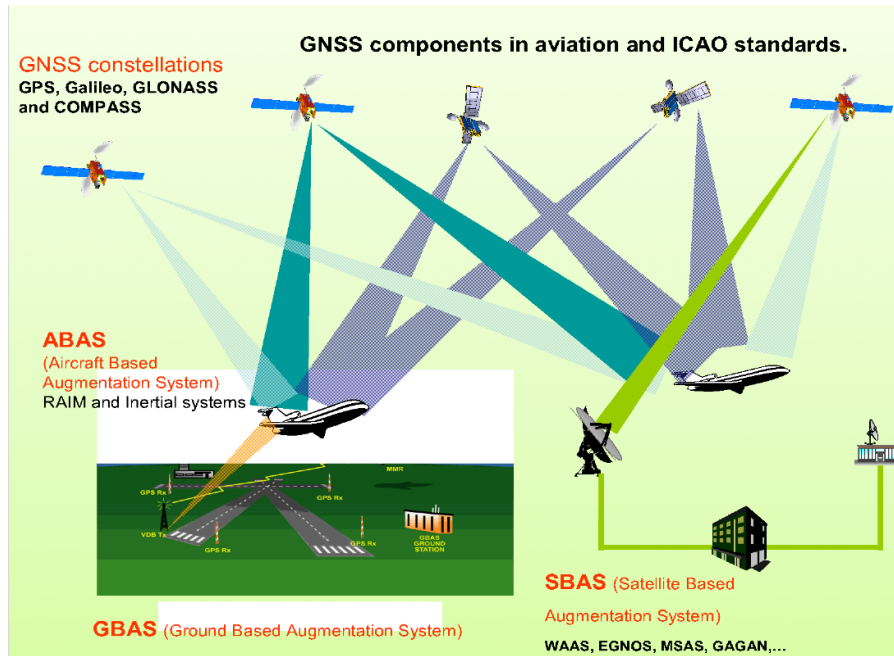 GNSS components in aviation and ICAO standards.
GNSS constellations
GPS, Galileo, GLONASS
and COMPASS
ABAS
(Aircraft Based
Augmentation System)
RAIM and Inertial systems
MMR
GPS Rx
GPS Rx
VDB Tx
GPS Rx
GPS Rx
GBAS
GROUND
STATION
GBAS (Ground Based Augmentation System)
SBAS (Satellite Based
Augmentation System)
WAAS, EGNOS, MSAS, GAGAN,...